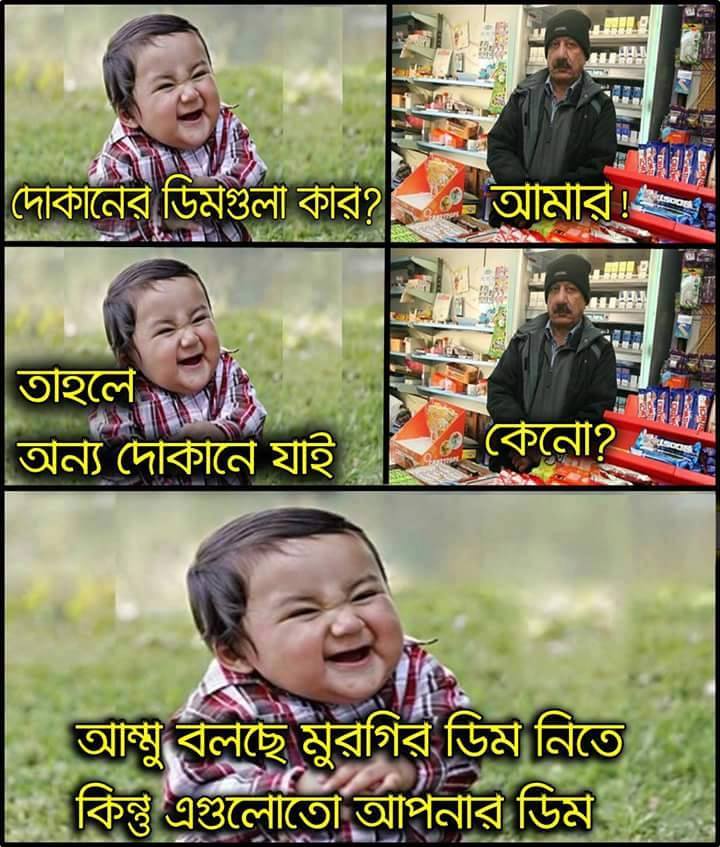 দোকানের ডিমগুলা কার?
আমার!
তাহলে
অন্য দোকানে যাই
কেনো?
আম্মু বলছে মুরগির ডিম নিতে
কিন্তু এগুলোতো আপনার ডিম